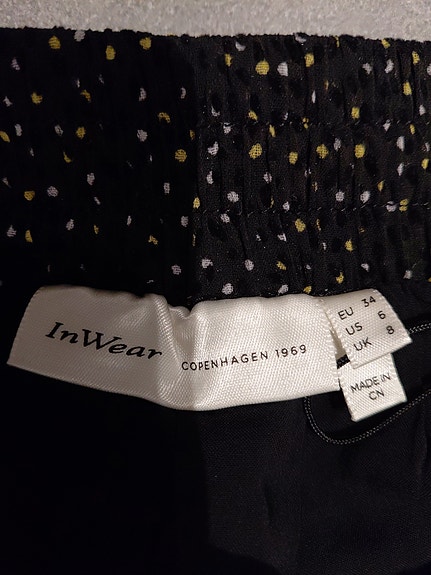 InWear
COPENHAGEN 1969
EU 34
US 6
UK 8
MADE IN
CN